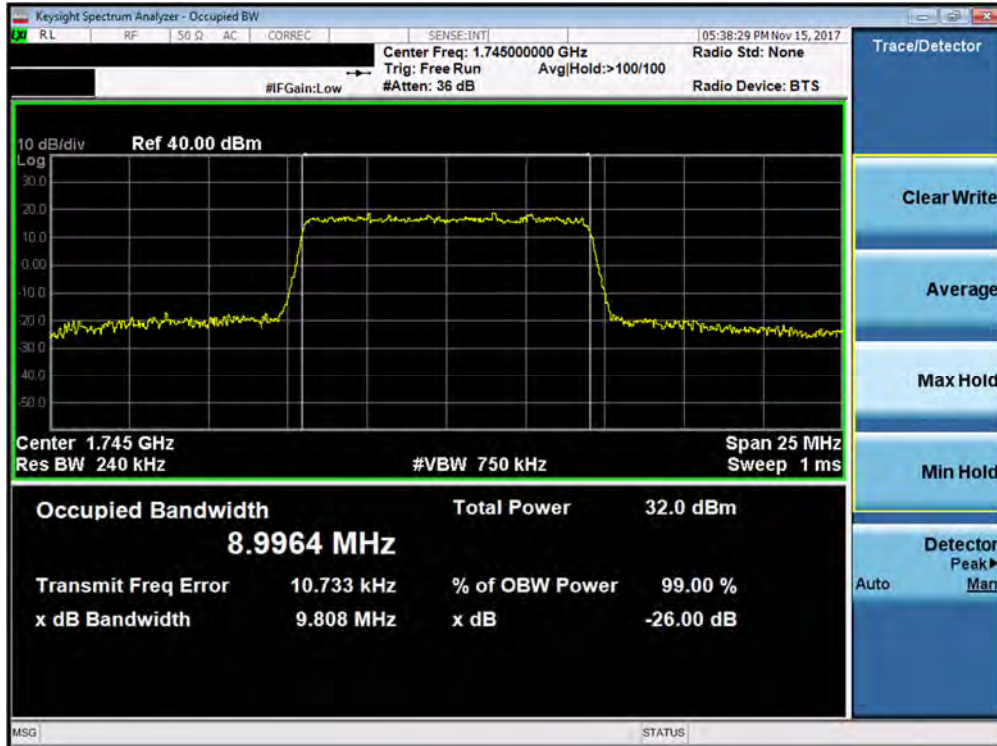 Keysight Spectrum Analyzer - Occupied BW
LXI RL RF 50 Ω AC CORREC SENSE:INT 05:38:29 PM Nov 15, 2017
Center Freq: 1.745000000 GHz Radio Std: None
Trig: Free Run Avg|Hold:>100/100
#IFGain:Low #Atten: 36 dB Radio Device: BTS
10 dB/div Ref 40.00 dBm
Log
30.0
20.0
10.0
0.00
-10.0
-20.0
-30.0
-40.0
-50.0
Center 1.745 GHz Span 25 MHz
Res BW 240 kHz #VBW 750 kHz Sweep 1 ms
Occupied Bandwidth Total Power 32.0 dBm
8.9964 MHz
Transmit Freq Error 10.733 kHz % of OBW Power 99.00 %
x dB Bandwidth 9.808 MHz x dB -26.00 dB
MSG STATUS
Trace/Detector
Clear Write
Average
Max Hold
Min Hold
Detector
Peak▶
Auto Man